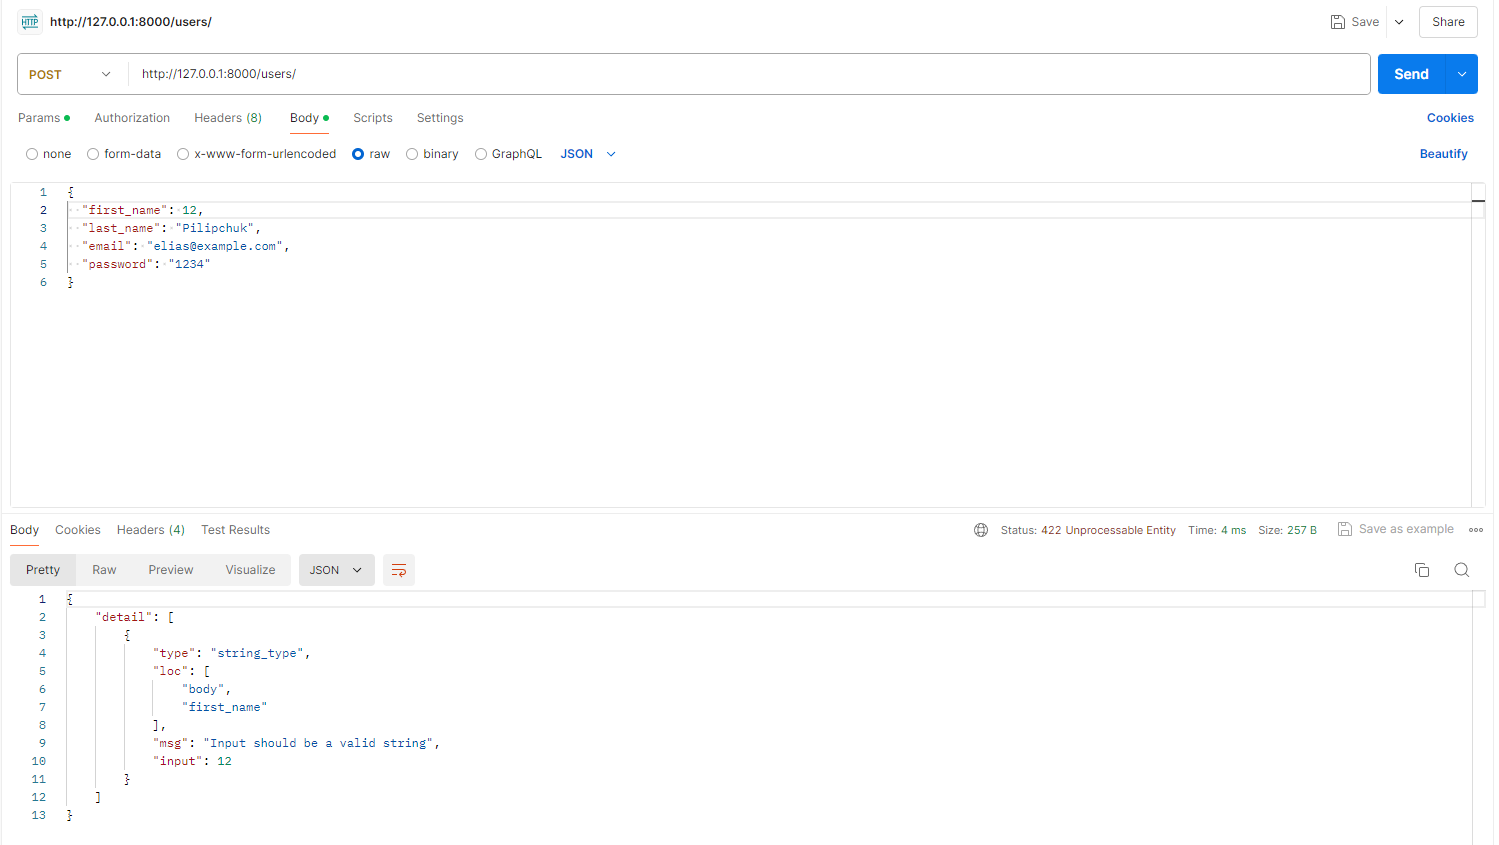 HTTP http://127.0.0.1:8000/users/ Save Share
POST http://127.0.0.1:8000/users/ Send
Params Authorization Headers (8) Body Scripts Settings Cookies
none form-data x-www-form-urlencoded raw binary GraphQL JSON Beautify
1 {
2 "first_name": 12,
3 "last_name": "Pilipchuk",
4 "email": "elias@example.com",
5 "password": "1234"
6 }
Body Cookies Headers (4) Test Results Status: 422 Unprocessable Entity Time: 4 ms Size: 257 B Save as example
Pretty Raw Preview Visualize JSON
1 {
2 "detail": [
3 {
4 "type": "string_type",
5 "loc": [
6 "body",
7 "first_name"
8 ],
9 "msg": "Input should be a valid string",
10 "input": 12
11 }
12 ]
13 }